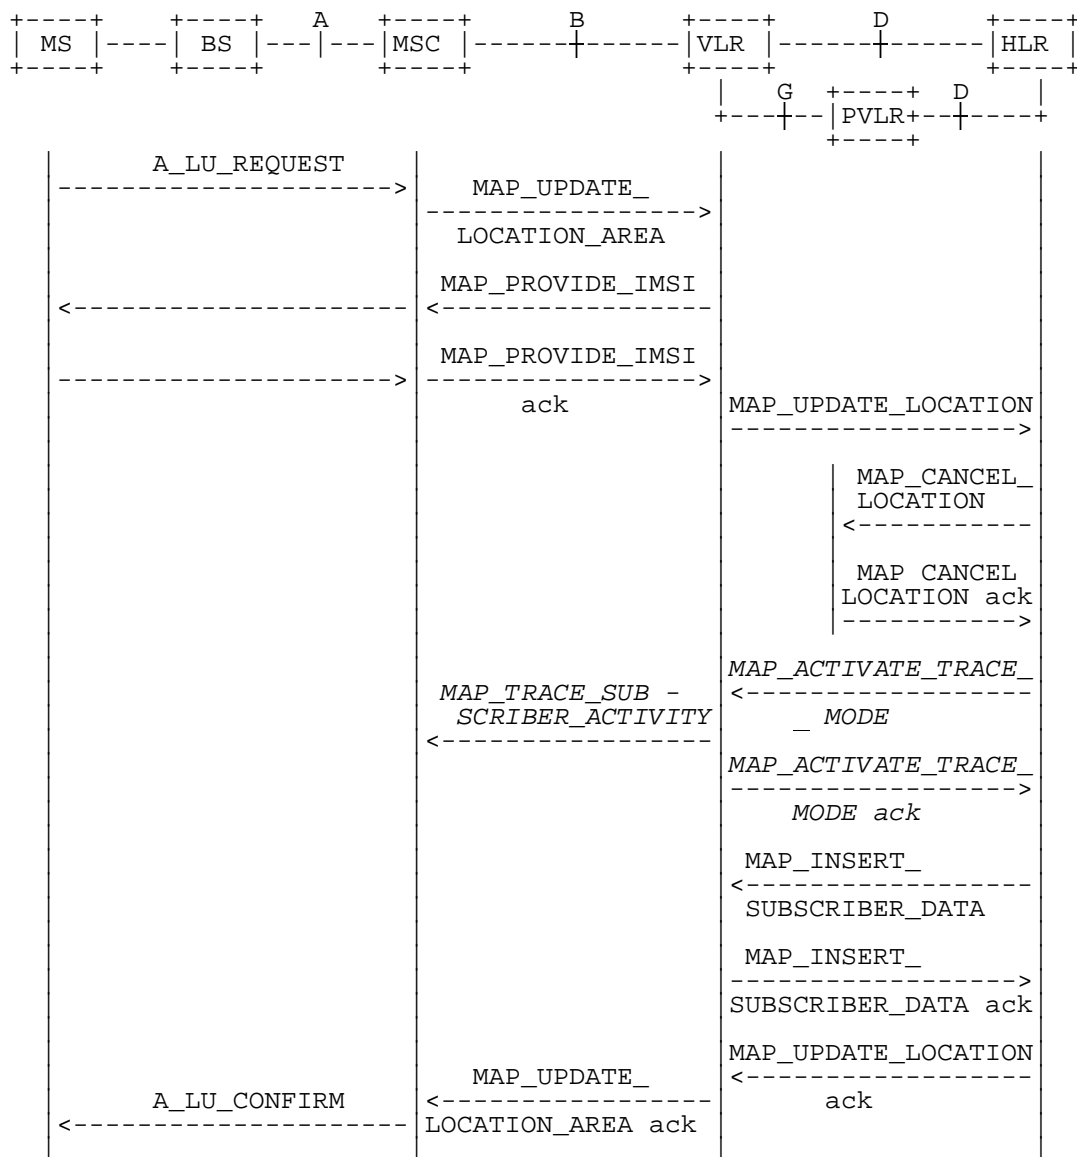 A B D
MS BS MSC VLR HLR
G D
PVLR
A_LU_REQUEST
MAP_UPDATE_
LOCATION_AREA
MAP_PROVIDE_IMSI
MAP_PROVIDE_IMSI
ack MAP_UPDATE_LOCATION
MAP_CANCEL_
LOCATION
MAP CANCEL
LOCATION ack
MAP_ACTIVATE_TRACE_
MAP_TRACE_SUB -
SCRIBER_ACTIVITY _ MODE
MAP_ACTIVATE_TRACE_
MODE ack
MAP_INSERT_
SUBSCRIBER_DATA
MAP_INSERT_
SUBSCRIBER_DATA ack
MAP_UPDATE_LOCATION
MAP_UPDATE_
A_LU_CONFIRM ack
LOCATION_AREA ack